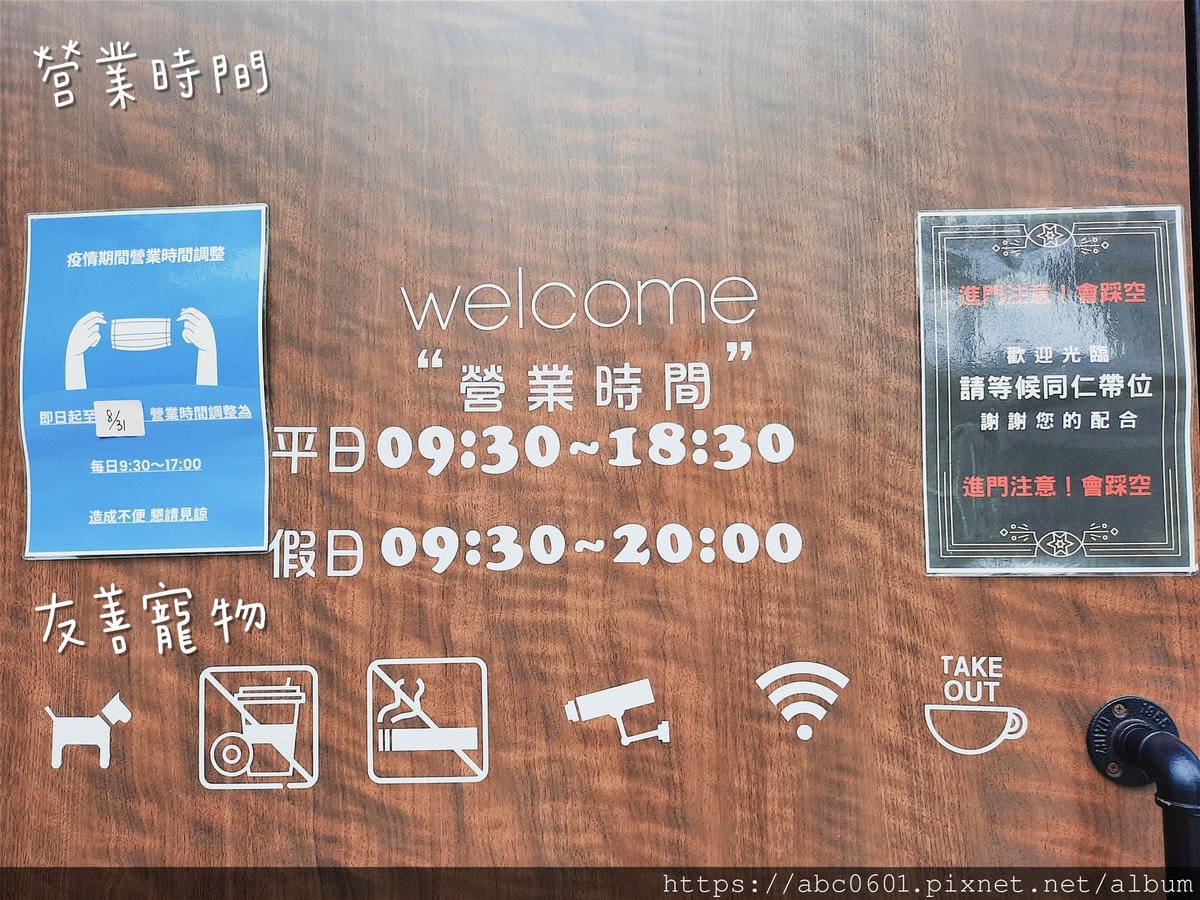 營業時間
疫情期間營業時間調整
即日起至 8/31 營業時間調整為
每日9:30～17:00
造成不便 懇請見諒
welcome
“營業時間”
平日09:30~18:30
假日09:30~20:00
進門注意！會踩空
歡迎光臨
請等候同仁帶位
謝謝您的配合
進門注意！會踩空
友善寵物
TAKE
OUT
https://abc0601.pixnet.net/album